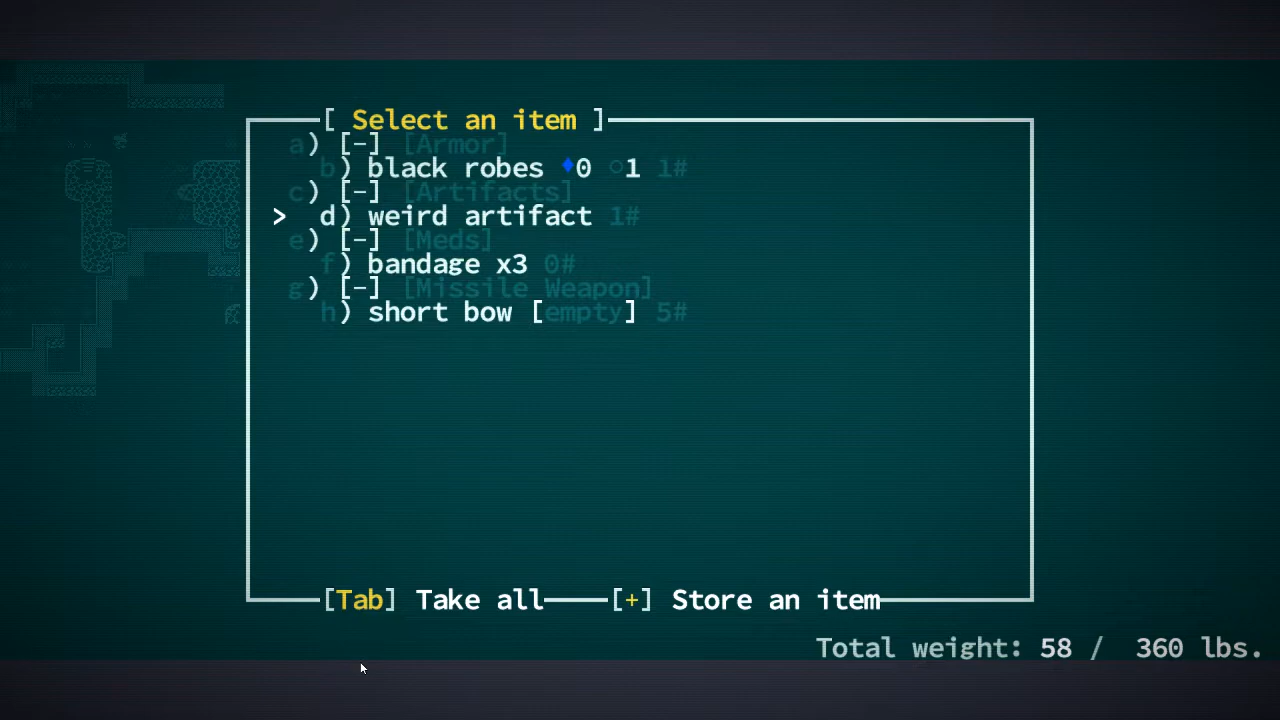 [ Select an item ]
a) [-] [Armor]
b) black robes ♦0 ○1 1#
c) [-] [Artifacts]
> d) weird artifact 1#
e) [-] [Meds]
f) bandage x3 0#
g) [-] [Missile Weapon]
h) short bow [empty] 5#
[Tab] Take all [+] Store an item
Total weight: 58 / 360 lbs.